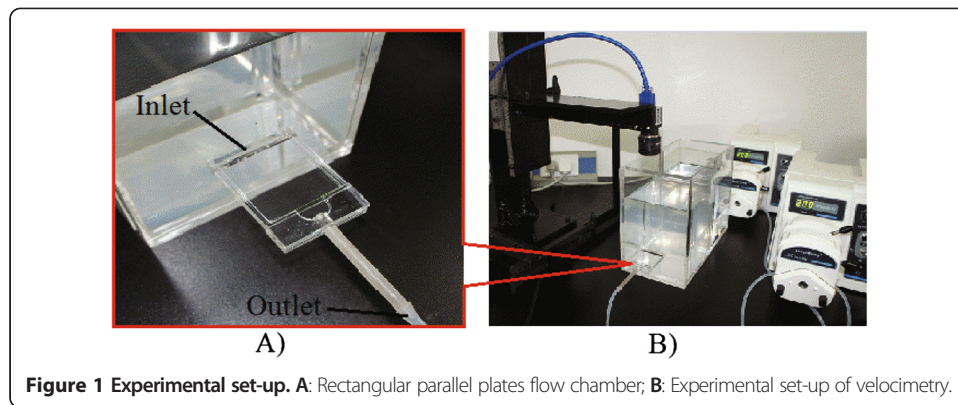 Inlet
Outlet
A)
B)
Figure 1 Experimental set-up. A: Rectangular parallel plates flow chamber; B: Experimental set-up of velocimetry.